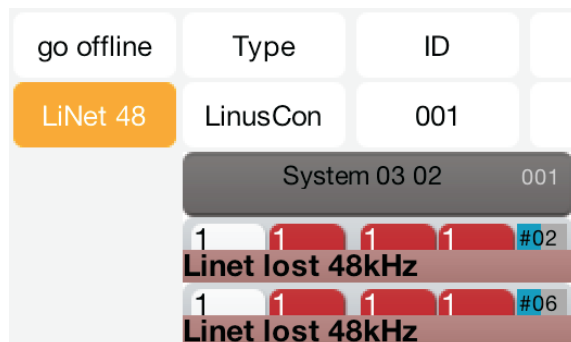 go offline Type ID
LiNet 48 LinusCon 001
System 03 02 001
1 1 1 1 #02
Linet lost 48kHz
1 1 1 1 #06
Linet lost 48kHz